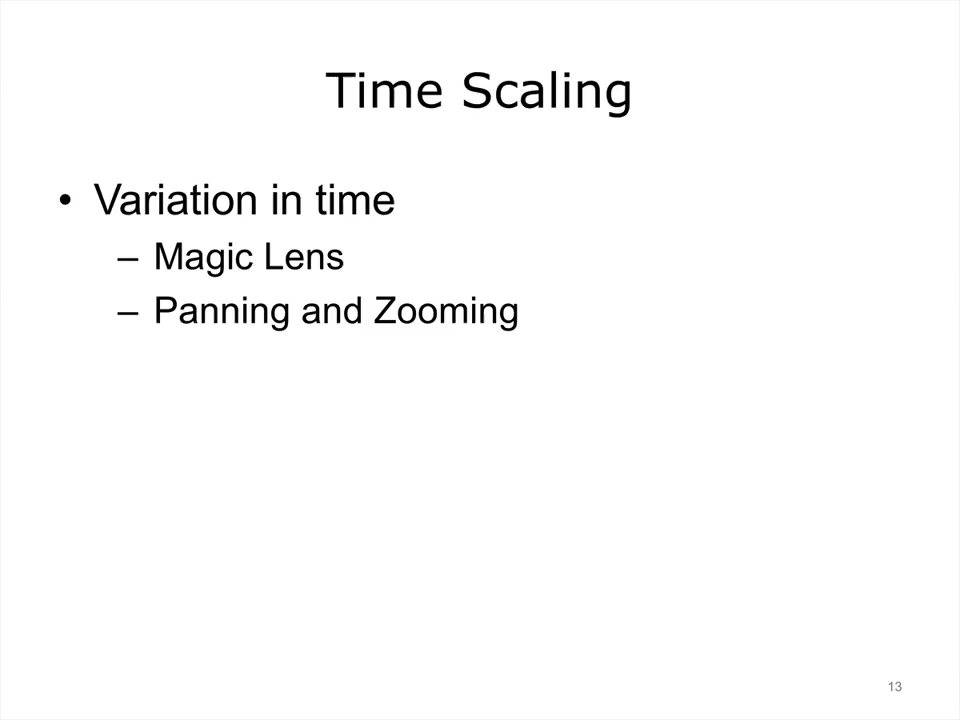 Time Scaling
• Variation in time
– Magic Lens
– Panning and Zooming
13